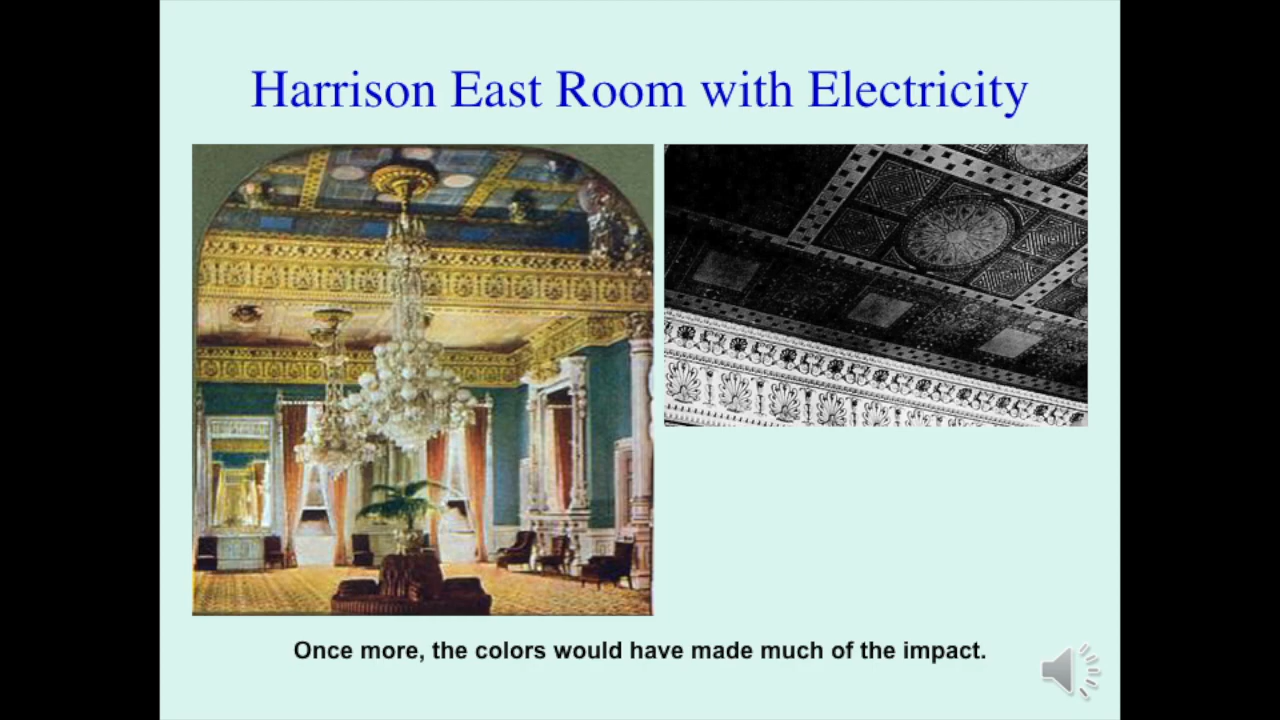 Harrison East Room with Electricity
Once more, the colors would have made much of the impact.